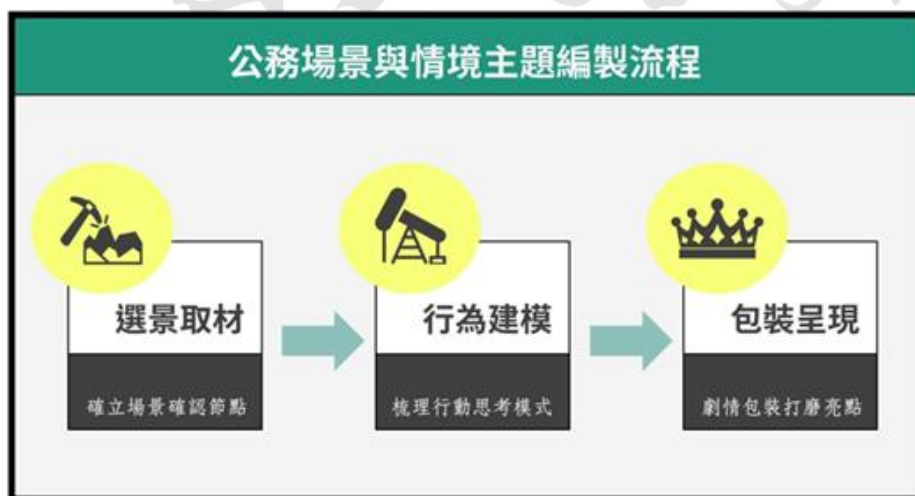 公務場景與情境主題編製流程
選景取材
確立場景確認節點
行為建模
梳理行動思考模式
包裝呈現
劇情包裝打磨亮點